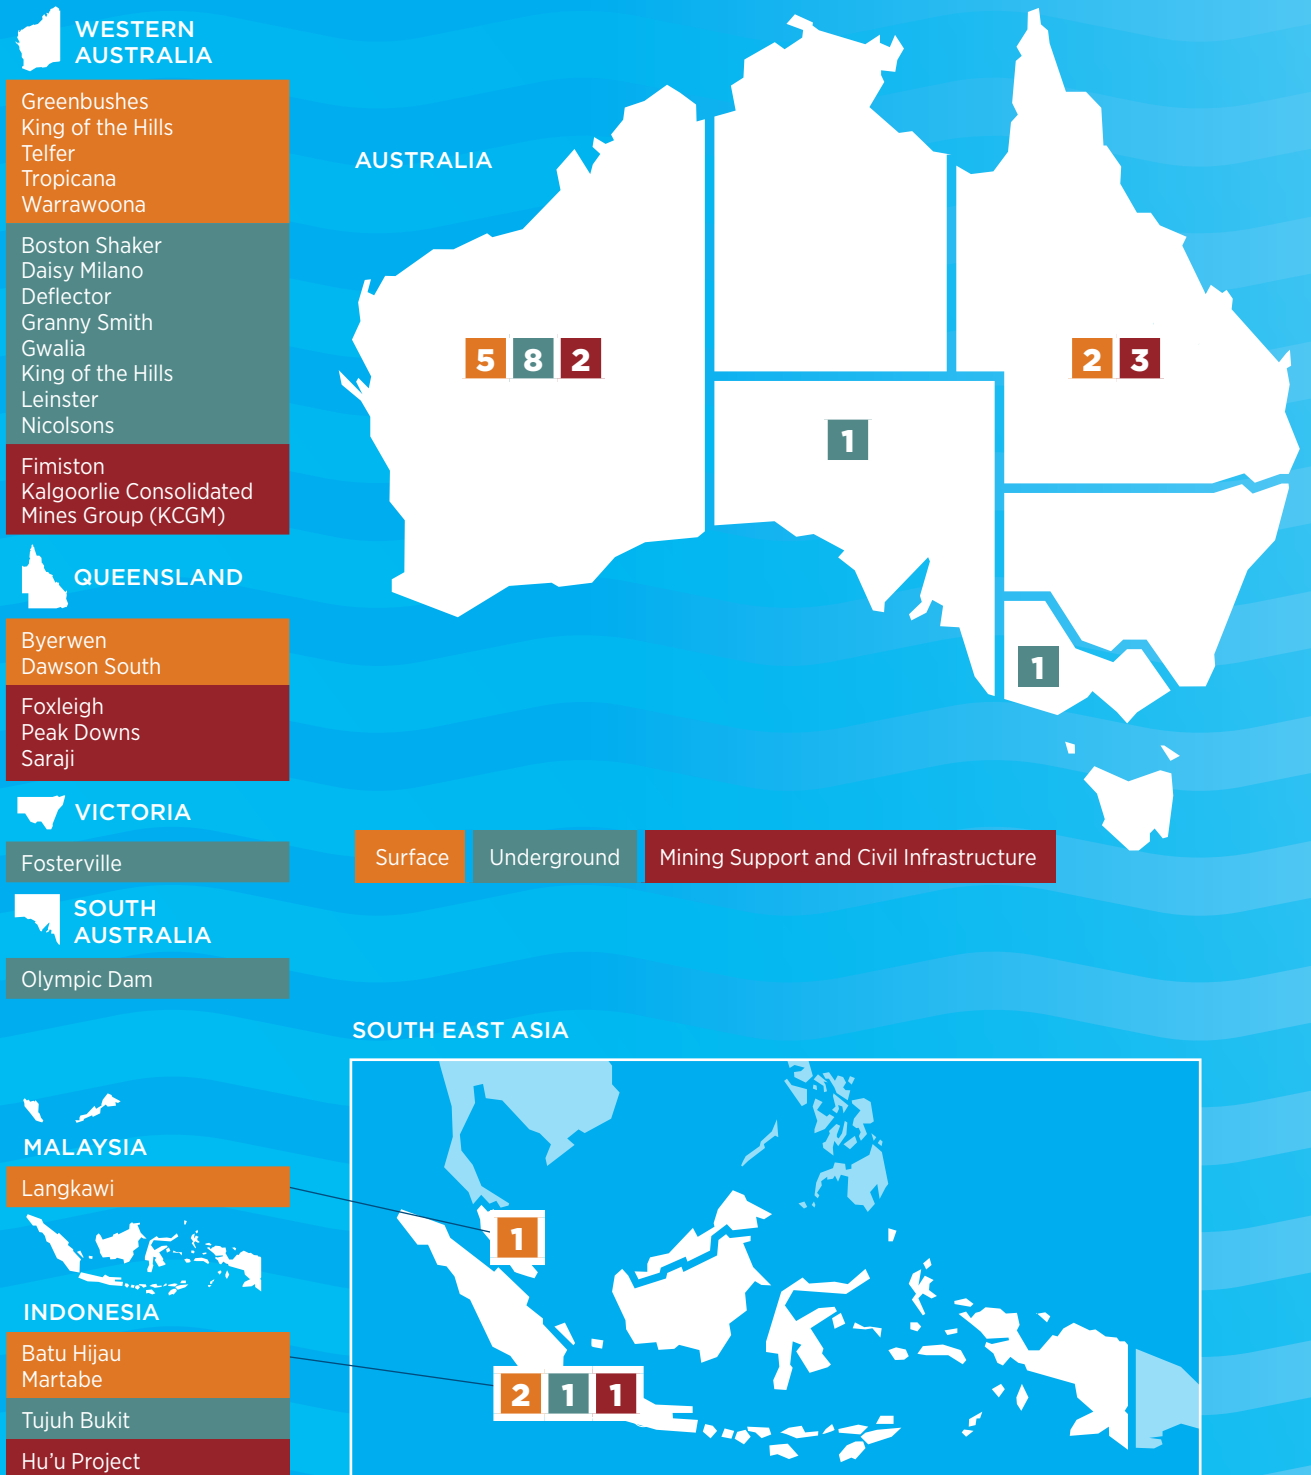 WESTERN
AUSTRALIA
Greenbushes
King of the Hills
Telfer
Tropicana
Warrawoona
Boston Shaker
Daisy Milano
Deflector
Granny Smith
Gwalia
King of the Hills
Leinster
Nicolsons
Fimiston
Kalgoorlie Consolidated
Mines Group (KCGM)
QUEENSLAND
Byerwen
Dawson South
Foxleigh
Peak Downs
Saraji
VICTORIA
Fosterville
SOUTH
AUSTRALIA
Olympic Dam
MALAYSIA
Langkawi
INDONESIA
Batu Hijau
Martabe
Tujuh Bukit
Hu'u Project
AUSTRALIA
5 8 2
2 3
1
1
Surface Underground Mining Support and Civil Infrastructure
SOUTH EAST ASIA
1
2 1 1